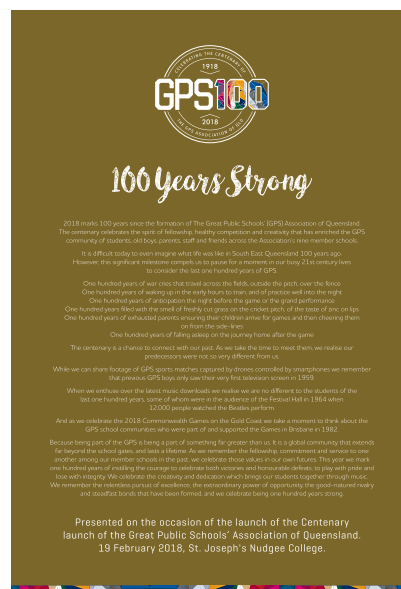 CELEBRATING THE CENTENARY OF
1918
GPS100
2018
THE GPS ASSOCIATION OF QLD
100 Years Strong
2018 marks 100 years since the formation of The Great Public Schools' (GPS) Association of Queensland.
The centenary celebrates the spirit of fellowship, healthy competition and creativity that has enriched the GPS
community of students, old boys, parents, staff and friends across the Association's nine member schools.
It is difficult today to even imagine what life was like in South East Queensland 100 years ago.
However, this significant milestone compels us to pause for a moment in our busy 21st century lives
to consider the last one hundred years of GPS.
One hundred years of war cries that travel across the fields, outside the pitch, over the fence
One hundred years of waking up in the early hours to train, and of practice well into the night
One hundred years of anticipation the night before the game or the grand performance
One hundred years filled with the smell of freshly cut grass on the cricket pitch, of the taste of zinc on lips
One hundred years of exhausted parents ensuring their children arrive for games and then cheering them
on from the side-lines
One hundred years of falling asleep on the journey home after the game
The centenary is a chance to connect with our past. As we take the time to meet them, we realise our
predecessors were not so very different from us.
While we can share footage of GPS sports matches captured by drones controlled by smartphones we remember
that previous GPS boys only saw their very first television screen in 1959.
When we enthuse over the latest music downloads we realise we are no different to the students of the
last one hundred years, some of whom were in the audience of the Festival Hall in 1964 when
12,000 people watched the Beatles perform.
And as we celebrate the 2018 Commonwealth Games on the Gold Coast we take a moment to think about the
GPS school communities who were part of and supported the Games in Brisbane in 1982.
Because being part of the GPS is being a part of something far greater than us. It is a global community that extends
far beyond the school gates, and lasts a lifetime. As we remember the fellowship, commitment and service to one
another among our member schools in the past, we celebrate those values in our own futures. This year we mark
one hundred years of instilling the courage to celebrate both victories and honourable defeats, to play with pride and
lose with integrity. We celebrate the creativity and dedication which brings our students together through music.
We remember the relentless pursuit of excellence, the extraordinary power of opportunity, the good-natured rivalry
and steadfast bonds that have been formed, and we celebrate being one hundred years strong.
Presented on the occasion of the launch of the Centenary
launch of the Great Public Schools' Association of Queensland.
19 February 2018, St. Joseph's Nudgee College.